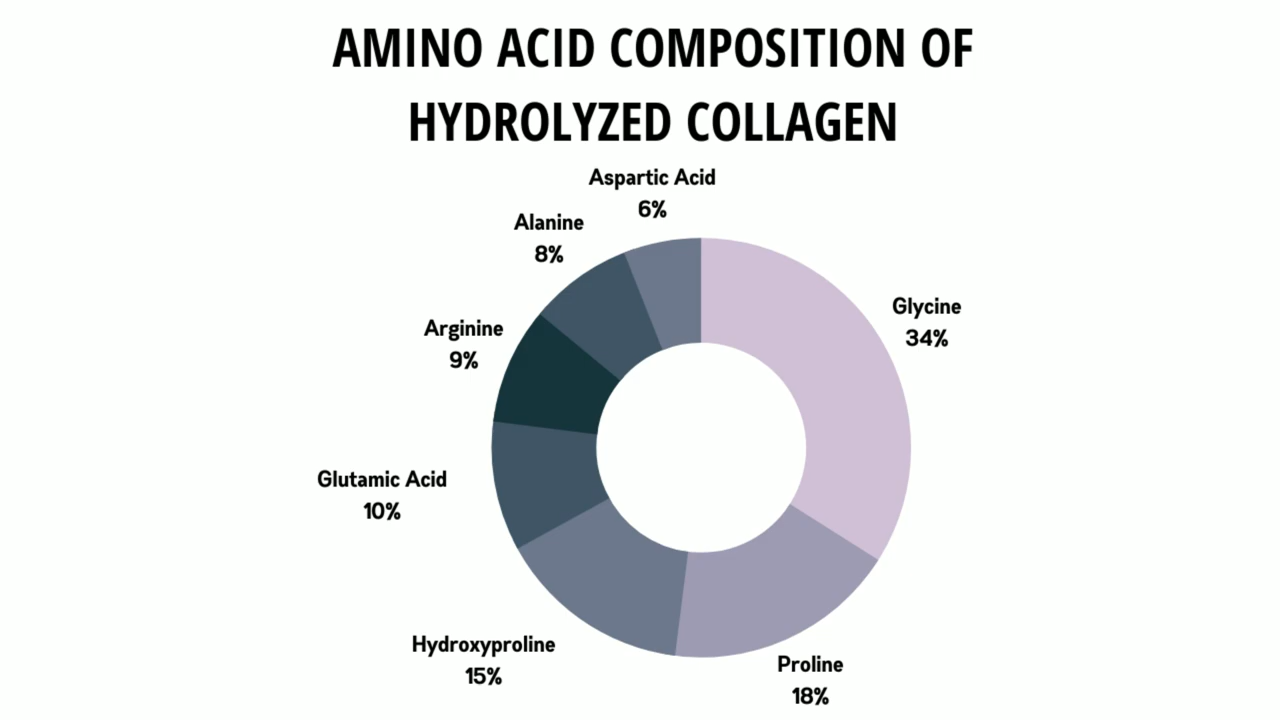 AMINO ACID COMPOSITION OF
HYDROLYZED COLLAGEN
Aspartic Acid
6%
Alanine
8%
Glycine
34%
Arginine
9%
Glutamic Acid
10%
Hydroxyproline
15%
Proline
18%